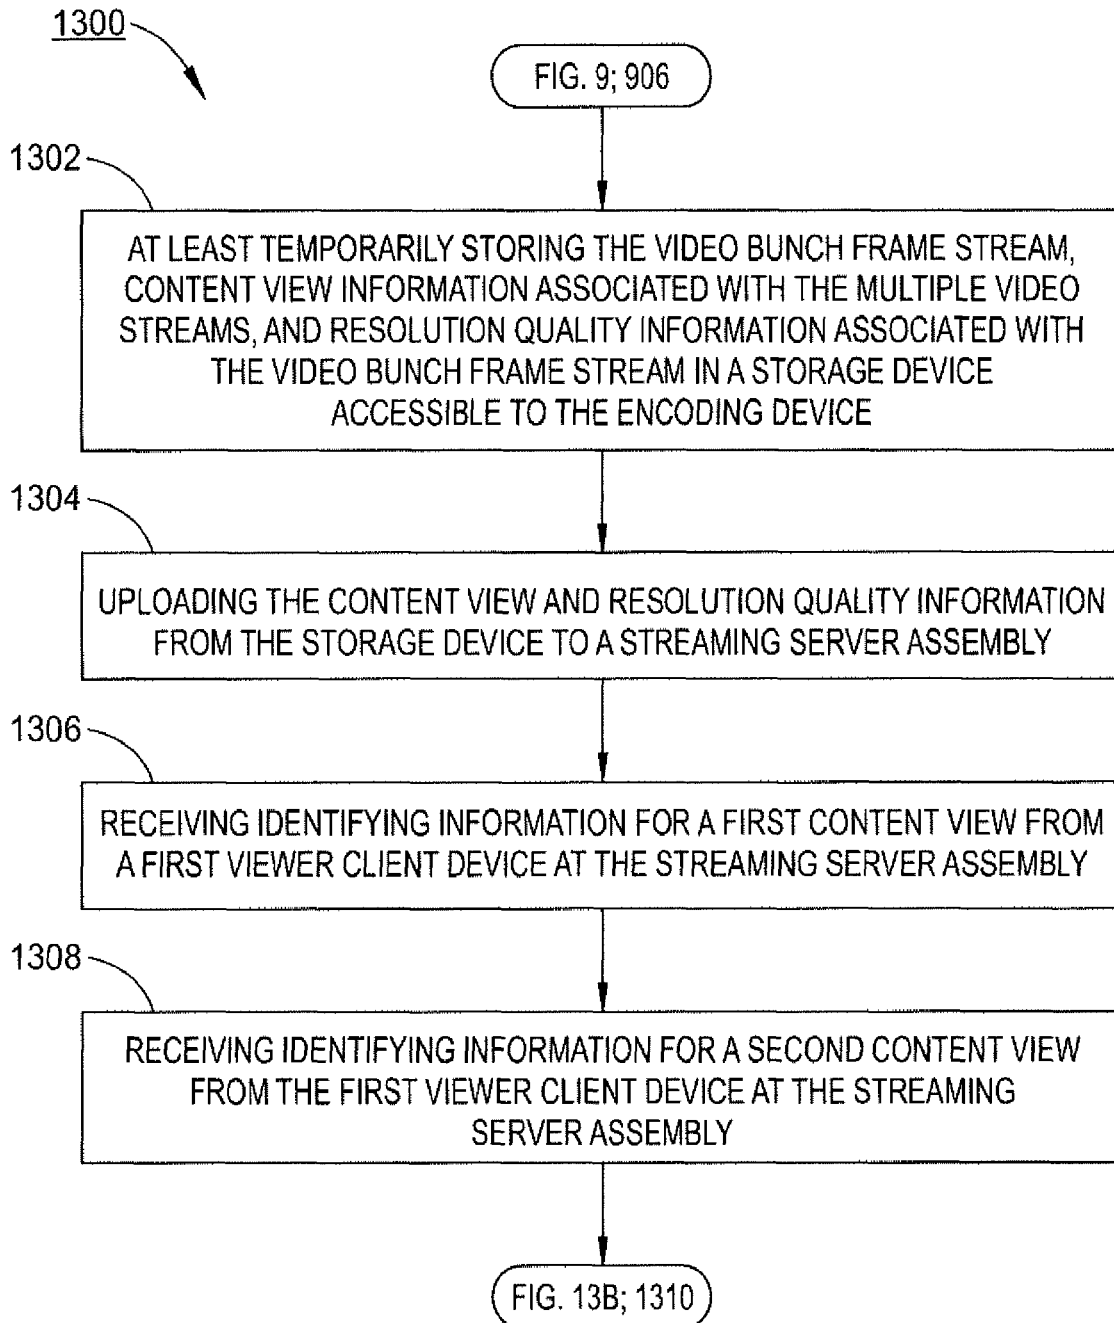 1300
FIG. 9; 906
1302
AT LEAST TEMPORARILY STORING THE VIDEO BUNCH FRAME STREAM,
CONTENT VIEW INFORMATION ASSOCIATED WITH THE MULTIPLE VIDEO
STREAMS, AND RESOLUTION QUALITY INFORMATION ASSOCIATED WITH
THE VIDEO BUNCH FRAME STREAM IN A STORAGE DEVICE
ACCESSIBLE TO THE ENCODING DEVICE
1304
UPLOADING THE CONTENT VIEW AND RESOLUTION QUALITY INFORMATION
FROM THE STORAGE DEVICE TO A STREAMING SERVER ASSEMBLY
1306
RECEIVING IDENTIFYING INFORMATION FOR A FIRST CONTENT VIEW FROM
A FIRST VIEWER CLIENT DEVICE AT THE STREAMING SERVER ASSEMBLY
1308
RECEIVING IDENTIFYING INFORMATION FOR A SECOND CONTENT VIEW
FROM THE FIRST VIEWER CLIENT DEVICE AT THE STREAMING
SERVER ASSEMBLY
FIG. 13B; 1310